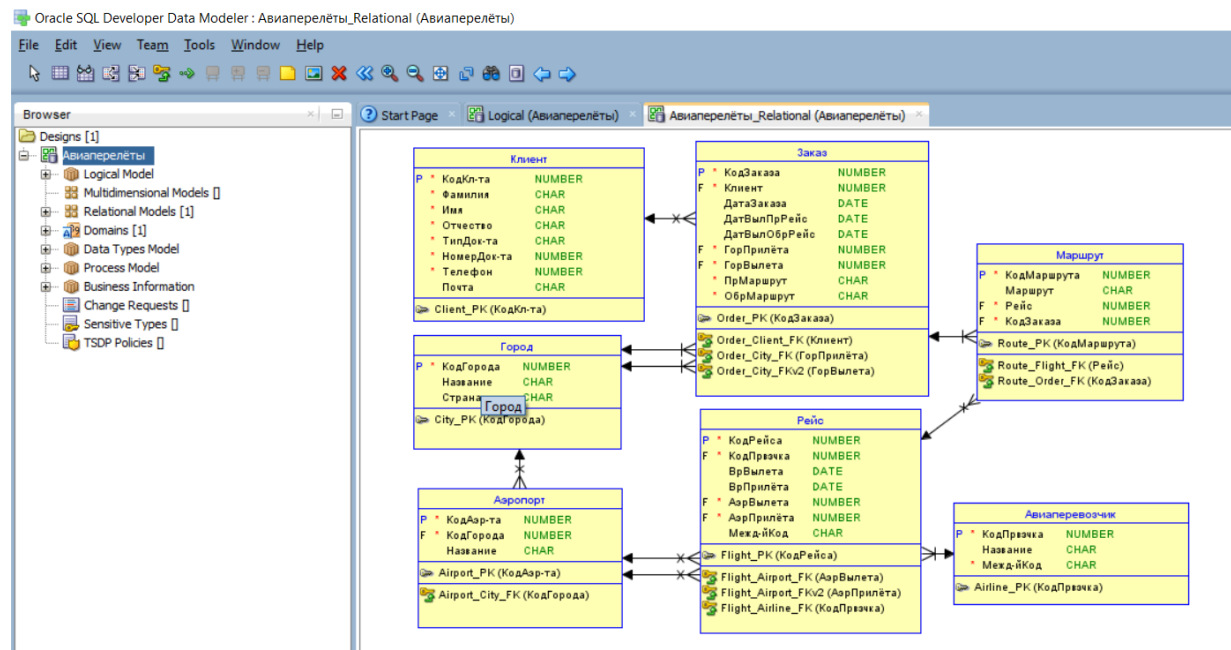 Oracle SQL Developer Data Modeler : Авиаперелёты_Relational (Авиаперелёты)
File Edit View Team Tools Window Help
Browser
Start Page
Logical (Авиаперелёты)
Авиаперелёты_Relational (Авиаперелёты)
Designs [1]
Авиаперелёты
Logical Model
Multidimensional Models []
Relational Models [1]
Domains [1]
Data Types Model
Process Model
Business Information
Change Requests []
Sensitive Types []
TSDP Policies []
Клиент
P * КодКл-та NUMBER
* Фамилия CHAR
* Имя CHAR
* Отчество CHAR
* ТипДок-та CHAR
* НомерДок-та NUMBER
* Телефон NUMBER
Почта CHAR
Client_PK (КодКл-та)
Заказ
P * КодЗаказа NUMBER
F * Клиент NUMBER
ДатаЗаказа DATE
ДатВылПрРейс DATE
ДатВылОбрРейс DATE
F * ГорПрилёта NUMBER
F * ГорВылета NUMBER
* ПрМаршрут CHAR
* ОбрМаршрут CHAR
Order_PK (КодЗаказа)
Order_Client_FK (Клиент)
Order_City_FK (ГорПрилёта)
Order_City_FKv2 (ГорВылета)
Маршрут
P * КодМаршрута NUMBER
Маршрут CHAR
F * Рейс NUMBER
F * КодЗаказа NUMBER
Route_PK (КодМаршрута)
Route_Flight_FK (Рейс)
Route_Order_FK (КодЗаказа)
Город
P * КодГорода NUMBER
Название CHAR
Страна CHAR
Город
City_PK (КодГорода)
Рейс
P * КодРейса NUMBER
F * КодПрвзчка NUMBER
ВрВылета DATE
ВрПрилёта DATE
F * АэрВылета NUMBER
F * АэрПрилёта NUMBER
Межд-йКод CHAR
Flight_PK (КодРейса)
Flight_Airport_FK (АэрВылета)
Flight_Airport_FKv2 (АэрПрилёта)
Flight_Airline_FK (КодПрвзчка)
Аэропорт
P * КодАэр-та NUMBER
F * КодГорода NUMBER
Название CHAR
Airport_PK (КодАэр-та)
Airport_City_FK (КодГорода)
Авиаперевозчик
P * КодПрвзчка NUMBER
Название CHAR
* Межд-йКод CHAR
Airline_PK (КодПрвзчка)